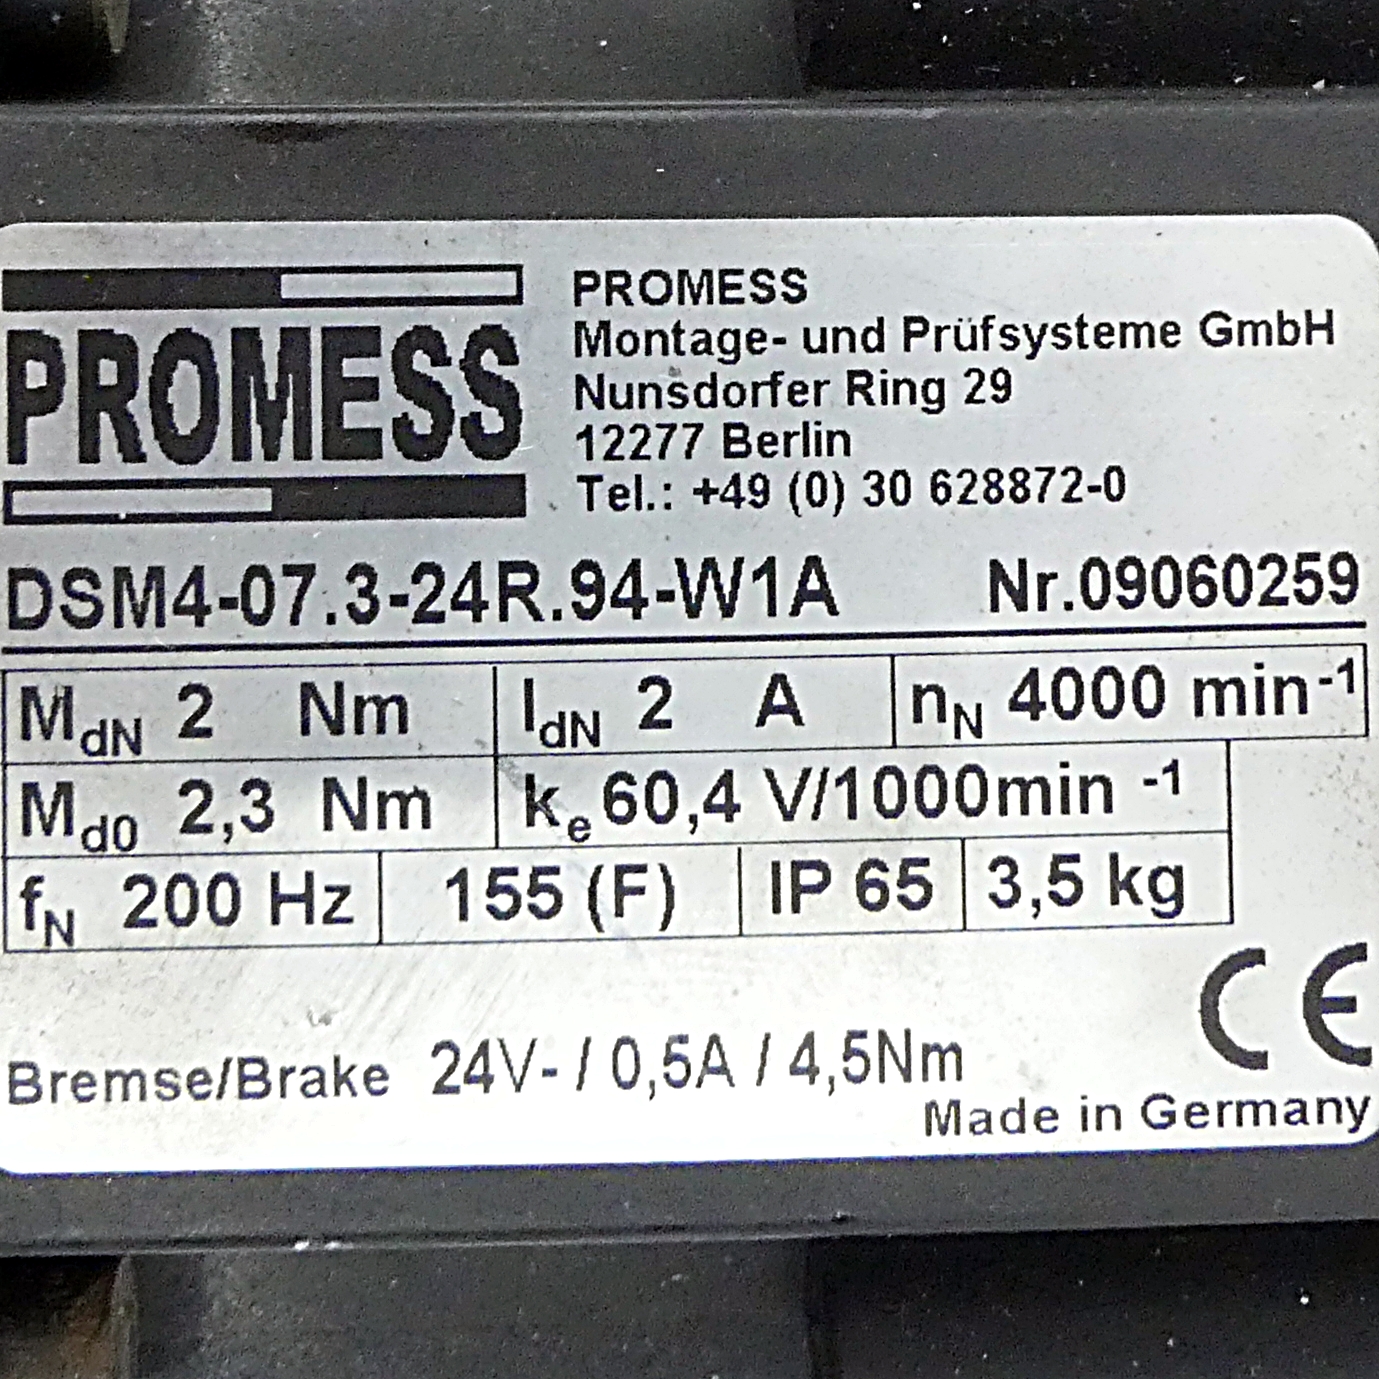 PROMESS
PROMESS
Montage- und Prüfsysteme GmbH
Nunsdorfer Ring 29
12277 Berlin
Tel.: +49 (0) 30 628872-0
DSM4-07.3-24R.94-W1A Nr.09060259
MdN 2 Nm IdN 2 A nN 4000 min-1
Md0 2,3 Nm ke 60,4 V/1000min -1
fN 200 Hz 155 (F) IP 65 3,5 kg
CE
Bremse/Brake 24V- / 0,5A / 4,5Nm
Made in Germany